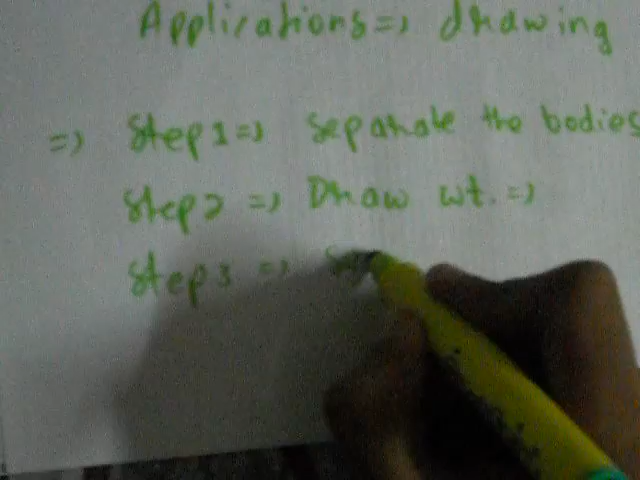 Applications => drawing
=> Step 1 => Separate the bodies
Step 2 => Draw wt. =>
Step 3 =>